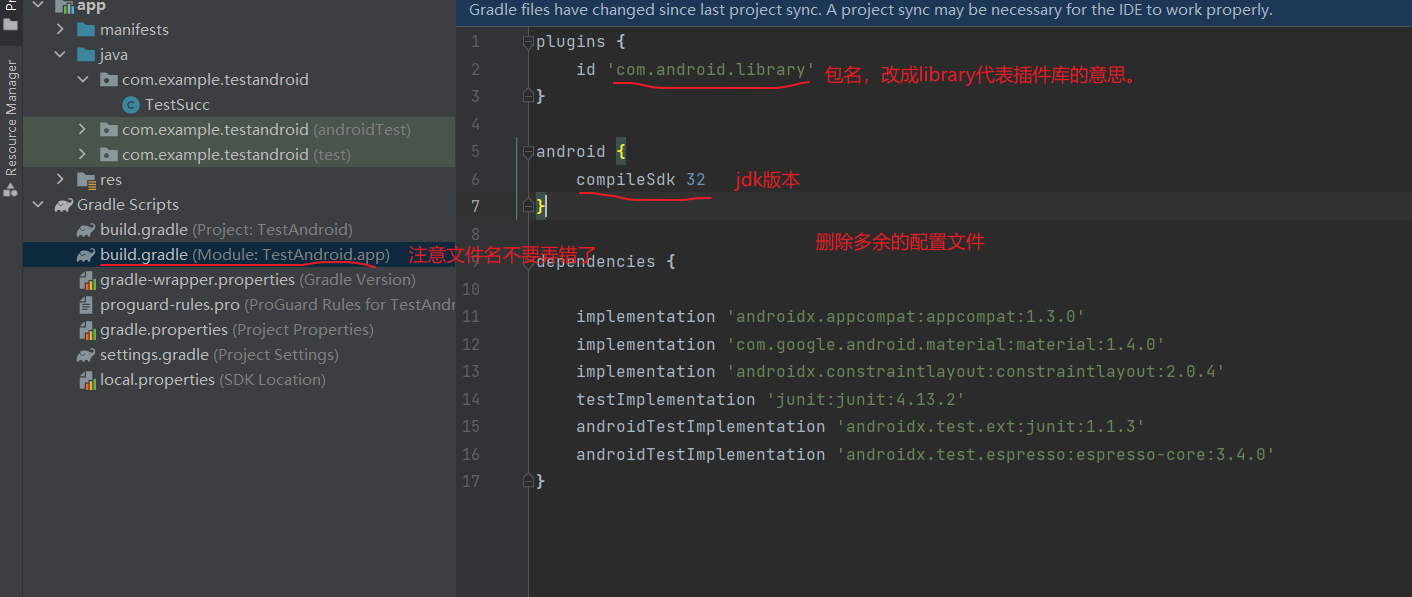 Pr
Resource Manager
app
manifests
java
com.example.testandroid
TestSucc
com.example.testandroid (androidTest)
com.example.testandroid (test)
res
Gradle Scripts
build.gradle (Project: TestAndroid)
build.gradle (Module: TestAndroid.app) 注意文件名不要弄错了
gradle-wrapper.properties (Gradle Version)
proguard-rules.pro (ProGuard Rules for TestAndr
gradle.properties (Project Properties)
settings.gradle (Project Settings)
local.properties (SDK Location)
Gradle files have changed since last project sync. A project sync may be necessary for the IDE to work properly.
1 plugins {
2 id 'com.android.library' 包名，改成library代表插件库的意思。
3 }
4
5 android {
6 compileSdk 32 jdk版本
7 }
8 删除多余的配置文件
dependencies {
10
11 implementation 'androidx.appcompat:appcompat:1.3.0'
12 implementation 'com.google.android.material:material:1.4.0'
13 implementation 'androidx.constraintlayout:constraintlayout:2.0.4'
14 testImplementation 'junit:junit:4.13.2'
15 androidTestImplementation 'androidx.test.ext:junit:1.1.3'
16 androidTestImplementation 'androidx.test.espresso:espresso-core:3.4.0'
17 }